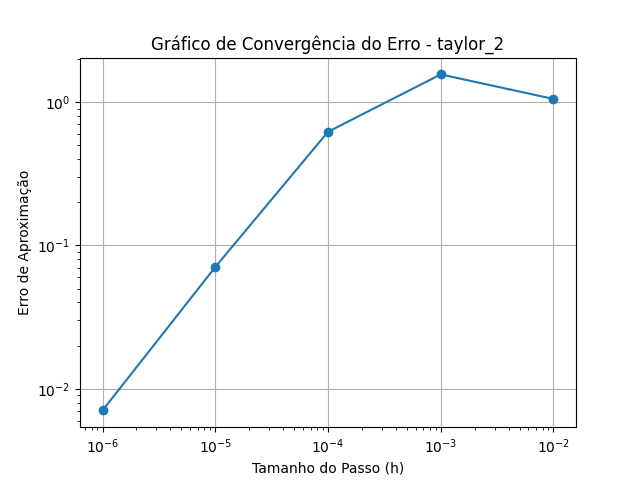 Gráfico de Convergência do Erro - taylor_2
10⁰
10⁻¹
10⁻²
Erro de Aproximação
10⁻⁶ 10⁻⁵ 10⁻⁴ 10⁻³ 10⁻²
Tamanho do Passo (h)